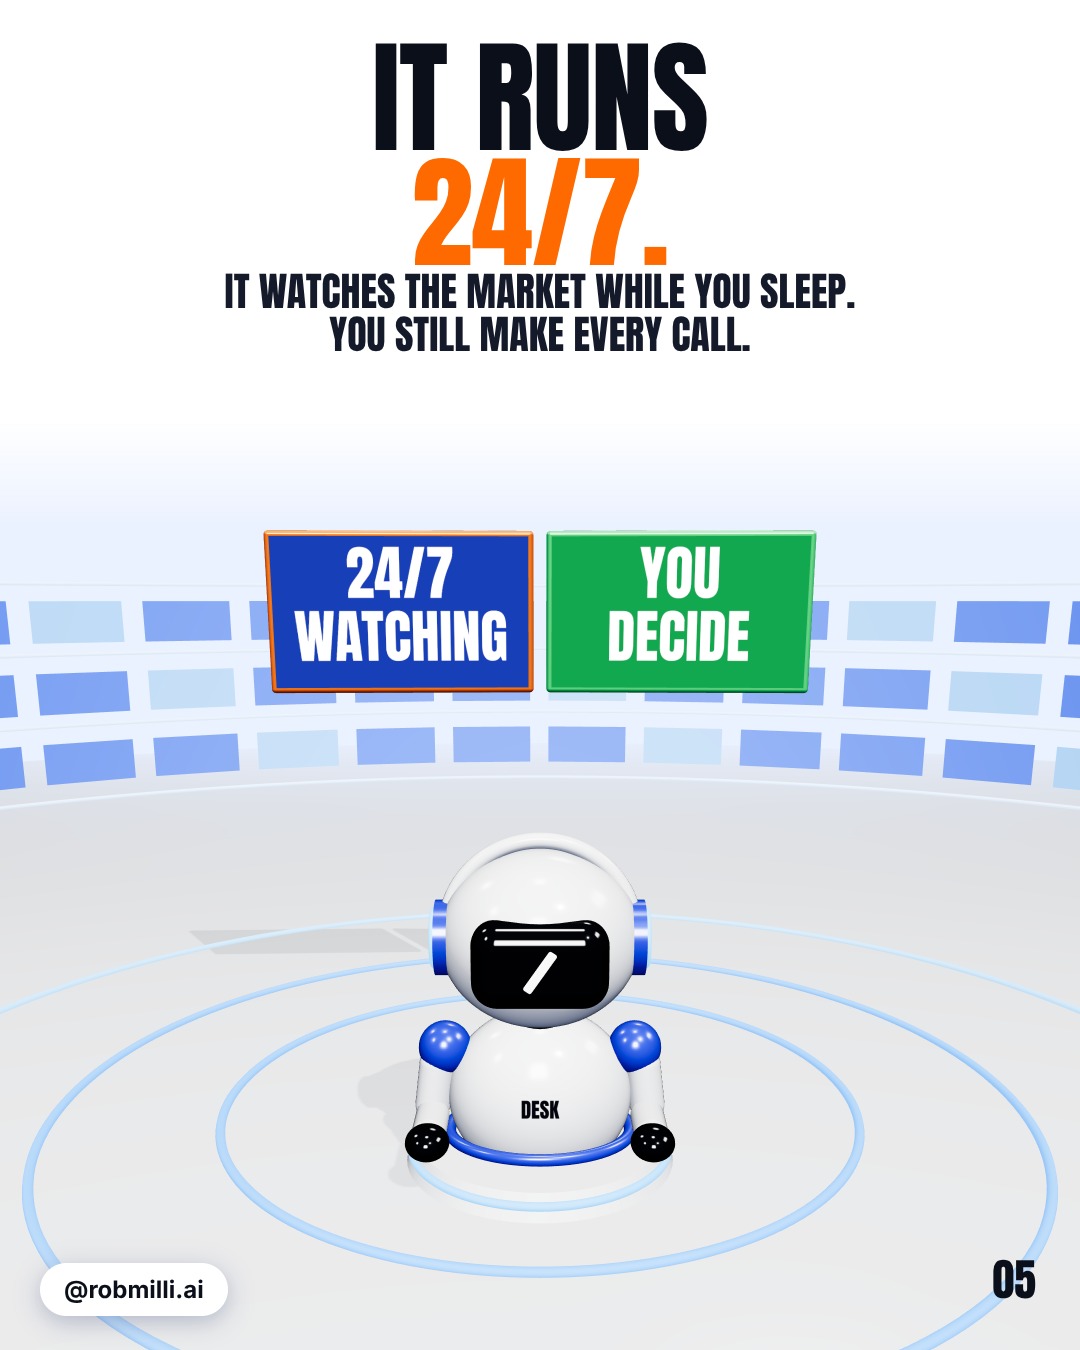 IT RUNS
24/7.
IT WATCHES THE MARKET WHILE YOU SLEEP.
YOU STILL MAKE EVERY CALL.
24/7
WATCHING
YOU
DECIDE
DESK
@robmilli.ai
05